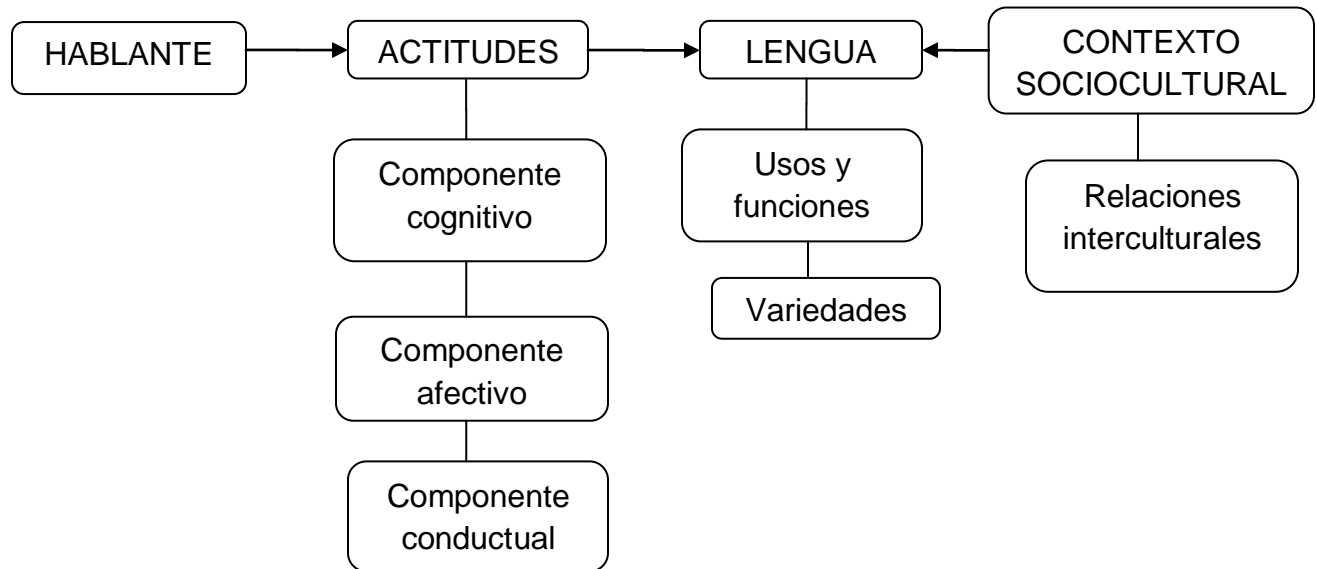 HABLANTE
ACTITUDES
LENGUA
CONTEXTO
SOCIOCULTURAL
Componente
cognitivo
Usos y
funciones
Relaciones
interculturales
Variedades
Componente
afectivo
Componente
conductual